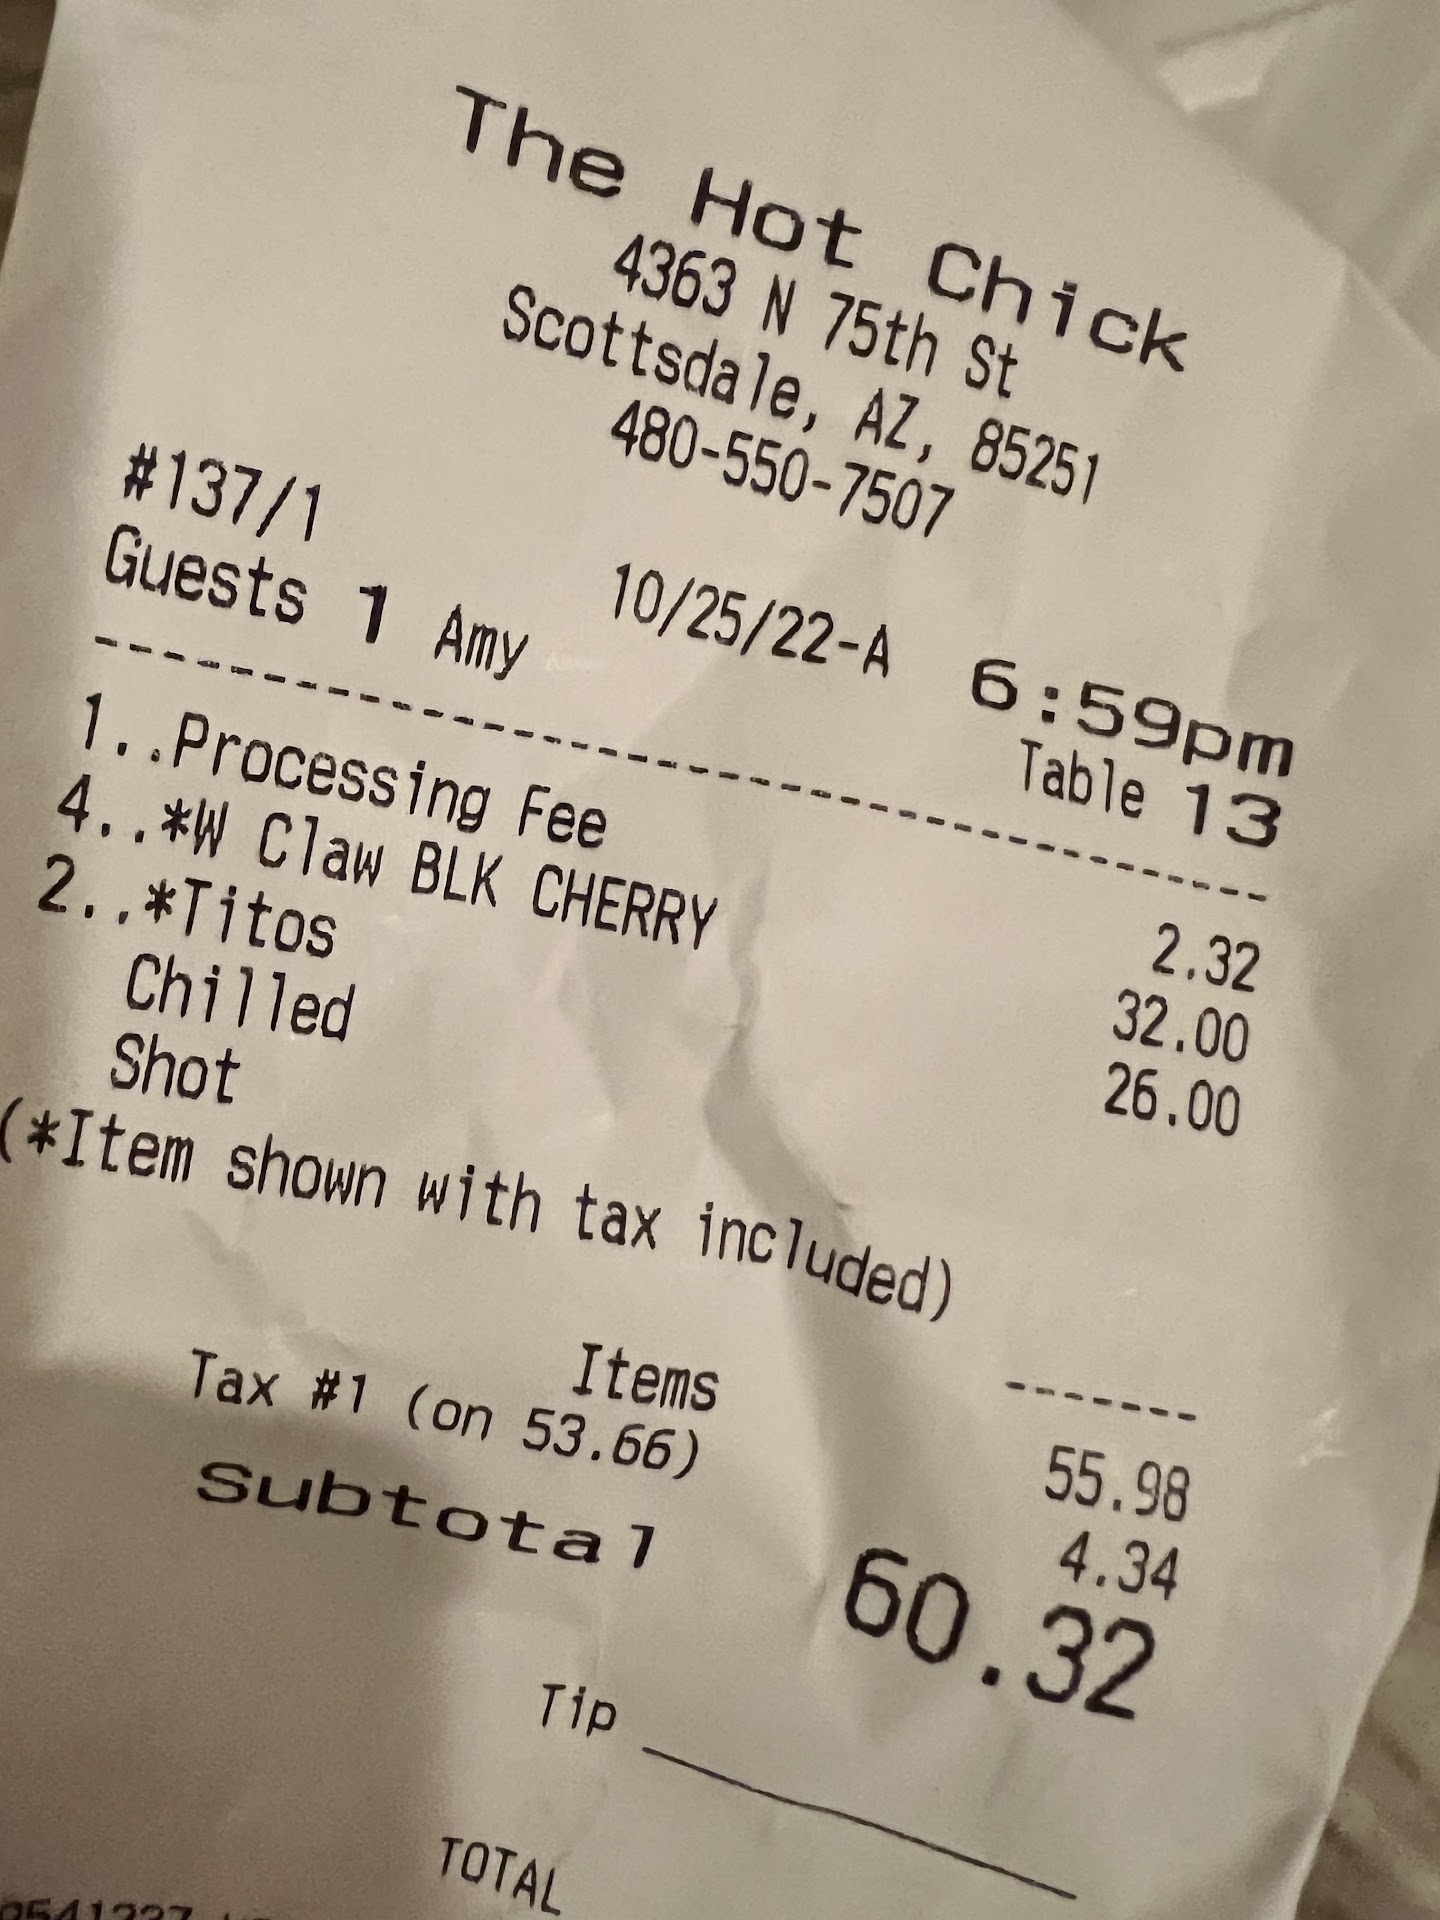 The Hot Chick
4363 N 75th St
Scottsdale, AZ, 85251
480-550-7507
#137/1 10/25/22-A 6:59pm
Guests 1 Amy Table 13
--------------------------------
1..Processing Fee 2.32
4..*W Claw BLK CHERRY 32.00
2..*Titos 26.00
Chilled
Shot
(*Item shown with tax included)
-------
Items 55.98
Tax #1 (on 53.66) 4.34
Subtotal 60.32
Tip
TOTAL